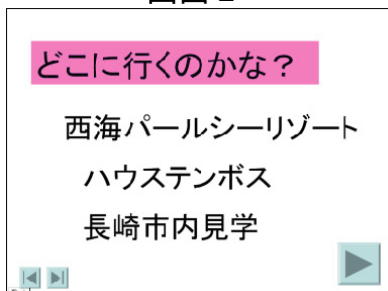 どこに行くのかな？
西海パールシーリゾート
ハウステンボス
長崎市内見学